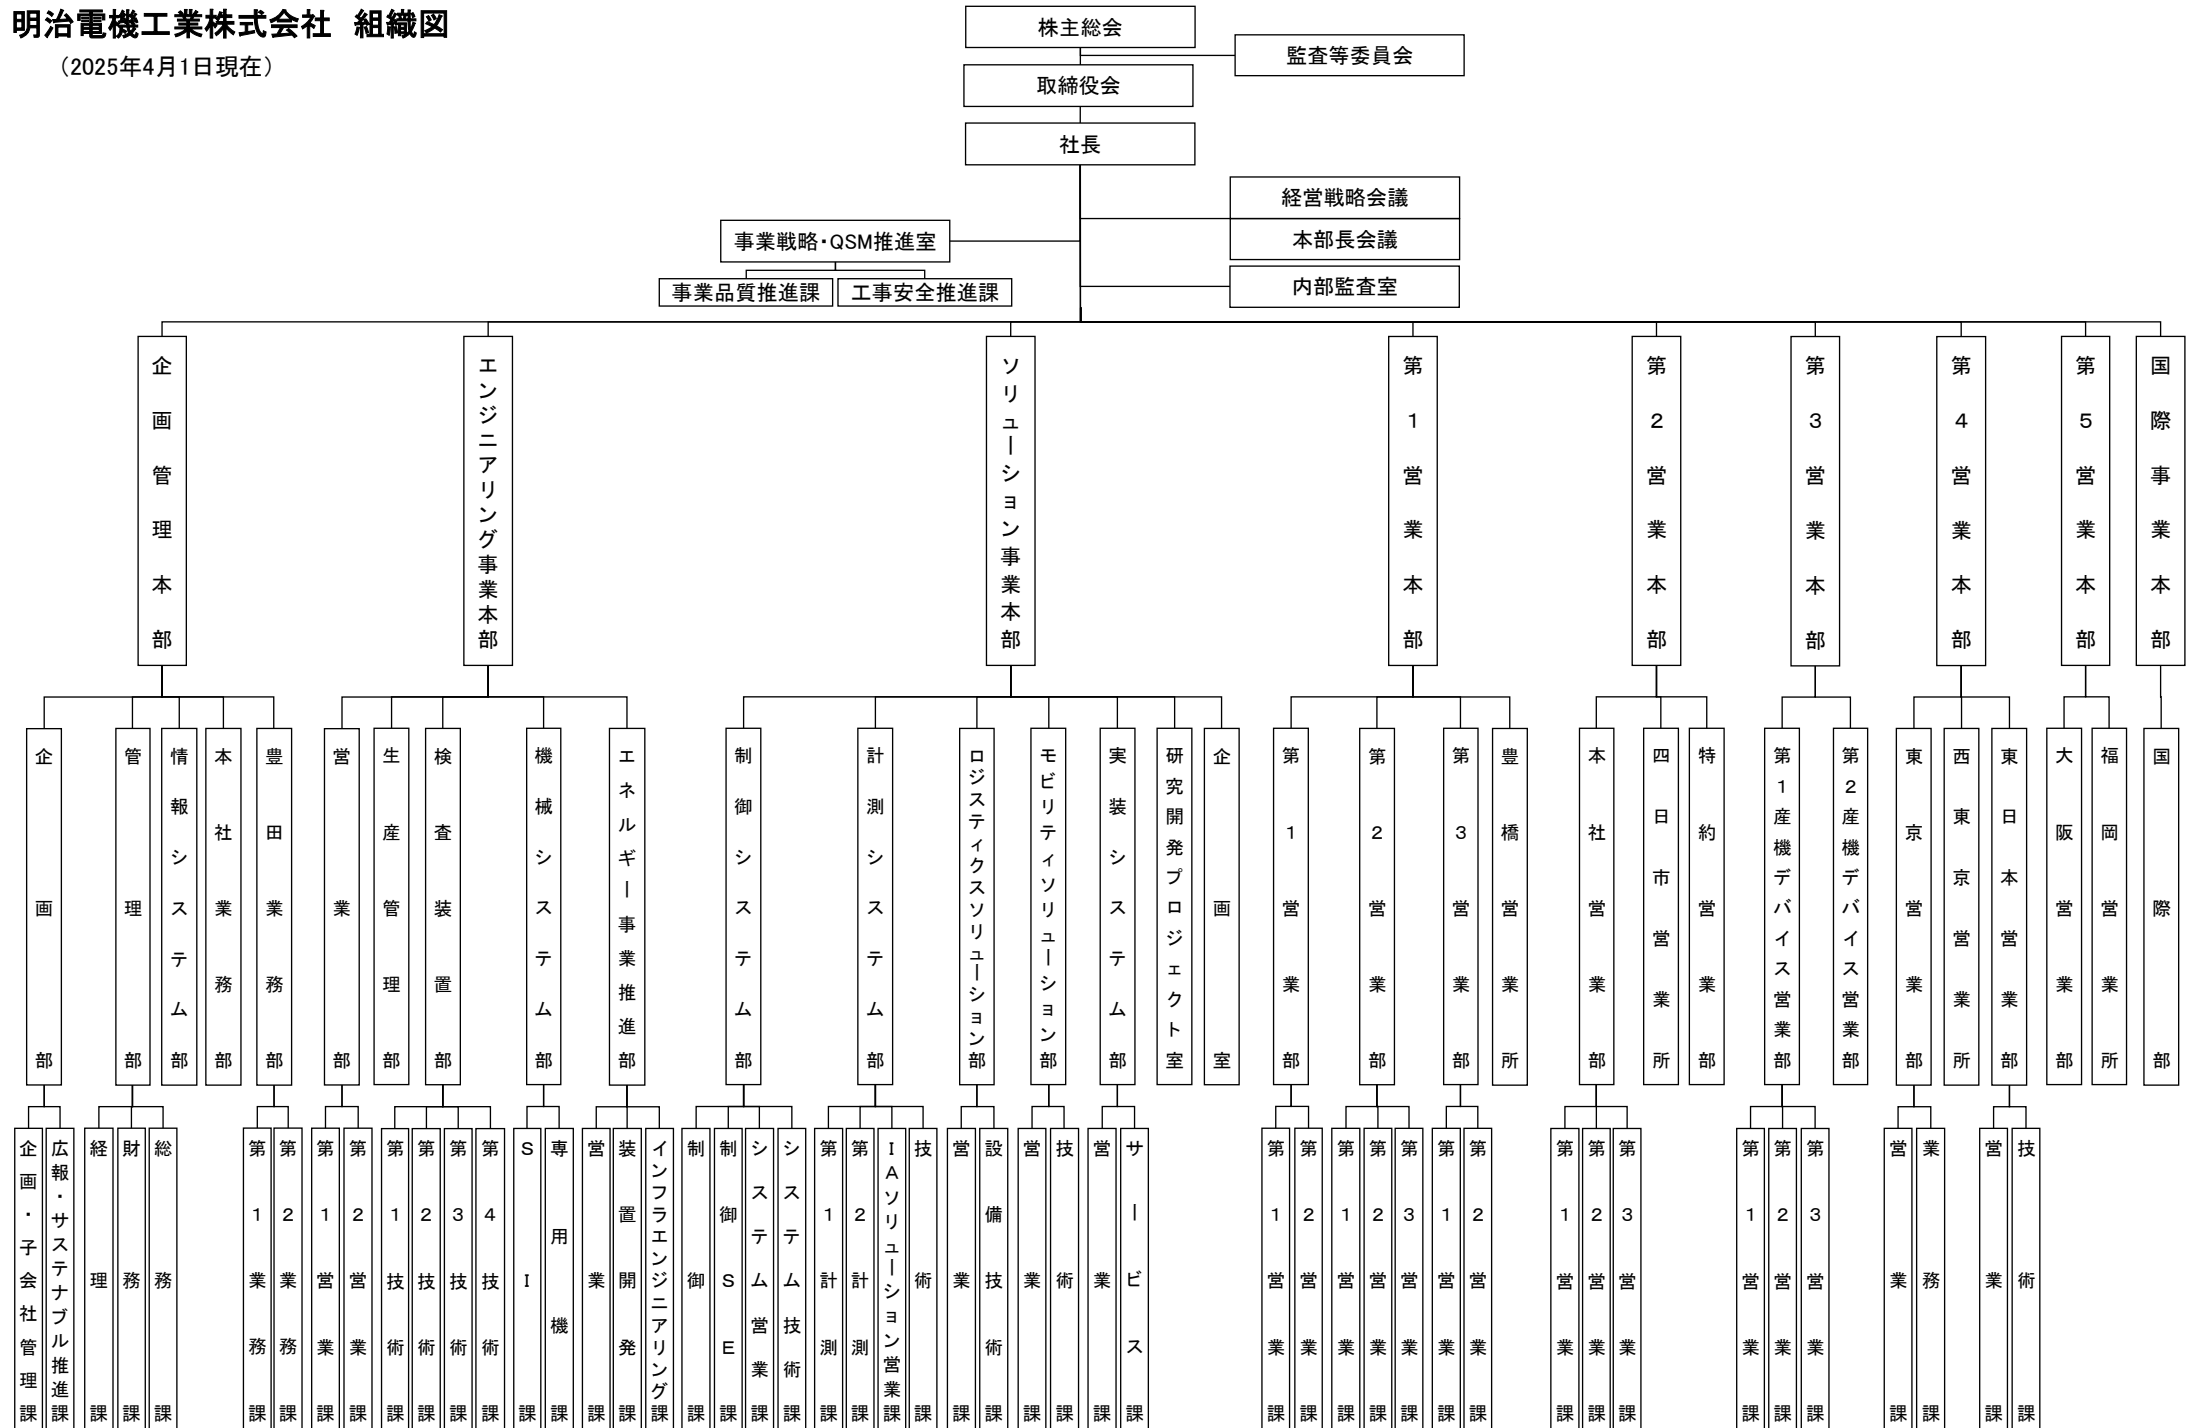 明治電機工業株式会社　組織図
（2025年4月1日現在）
株主総会
監査等委員会
取締役会
社長
経営戦略会議
本部長会議
事業戦略・QSM推進室
内部監査室
事業品質推進課
工事安全推進課
企画管理本部
エンジニアリング事業本部
ソリューション事業本部
第1営業本部
第2営業本部
第3営業本部
第4営業本部
第5営業本部
国際事業本部
企画部
管理部
情報システム部
本社業務部
豊田業務部
営業部
生産管理部
検査装置部
機械システム部
エネルギー事業推進部
制御システム部
計測システム部
ロジスティクスソリューション部
モビリティソリューション部
実装システム部
研究開発プロジェクト室
企画室
第1営業部
第2営業部
第3営業部
豊橋営業所
本社営業部
四日市営業所
特約営業部
第1産機デバイス営業部
第2産機デバイス営業部
東京営業部
西東京営業所
東日本営業部
大阪営業部
福岡営業所
国際部
企画・子会社管理課
広報・サステナブル推進課
経理課
財務課
総務課
第1業務課
第2業務課
第1営業課
第2営業課
第1技術課
第2技術課
第3技術課
第4技術課
SI課
専用機課
営業課
装置開発課
インフラエンジニアリング課
制御課
制御SE課
システム営業課
システム技術課
第1計測課
第2計測課
IAソリューション営業課
技術課
営業課
設備技術課
営業課
技術課
営業課
サービス課
第1営業課
第2営業課
第1営業課
第2営業課
第3営業課
第1営業課
第2営業課
第1営業課
第2営業課
第3営業課
第1営業課
第2営業課
第3営業課
営業課
業務課
営業課
技術課